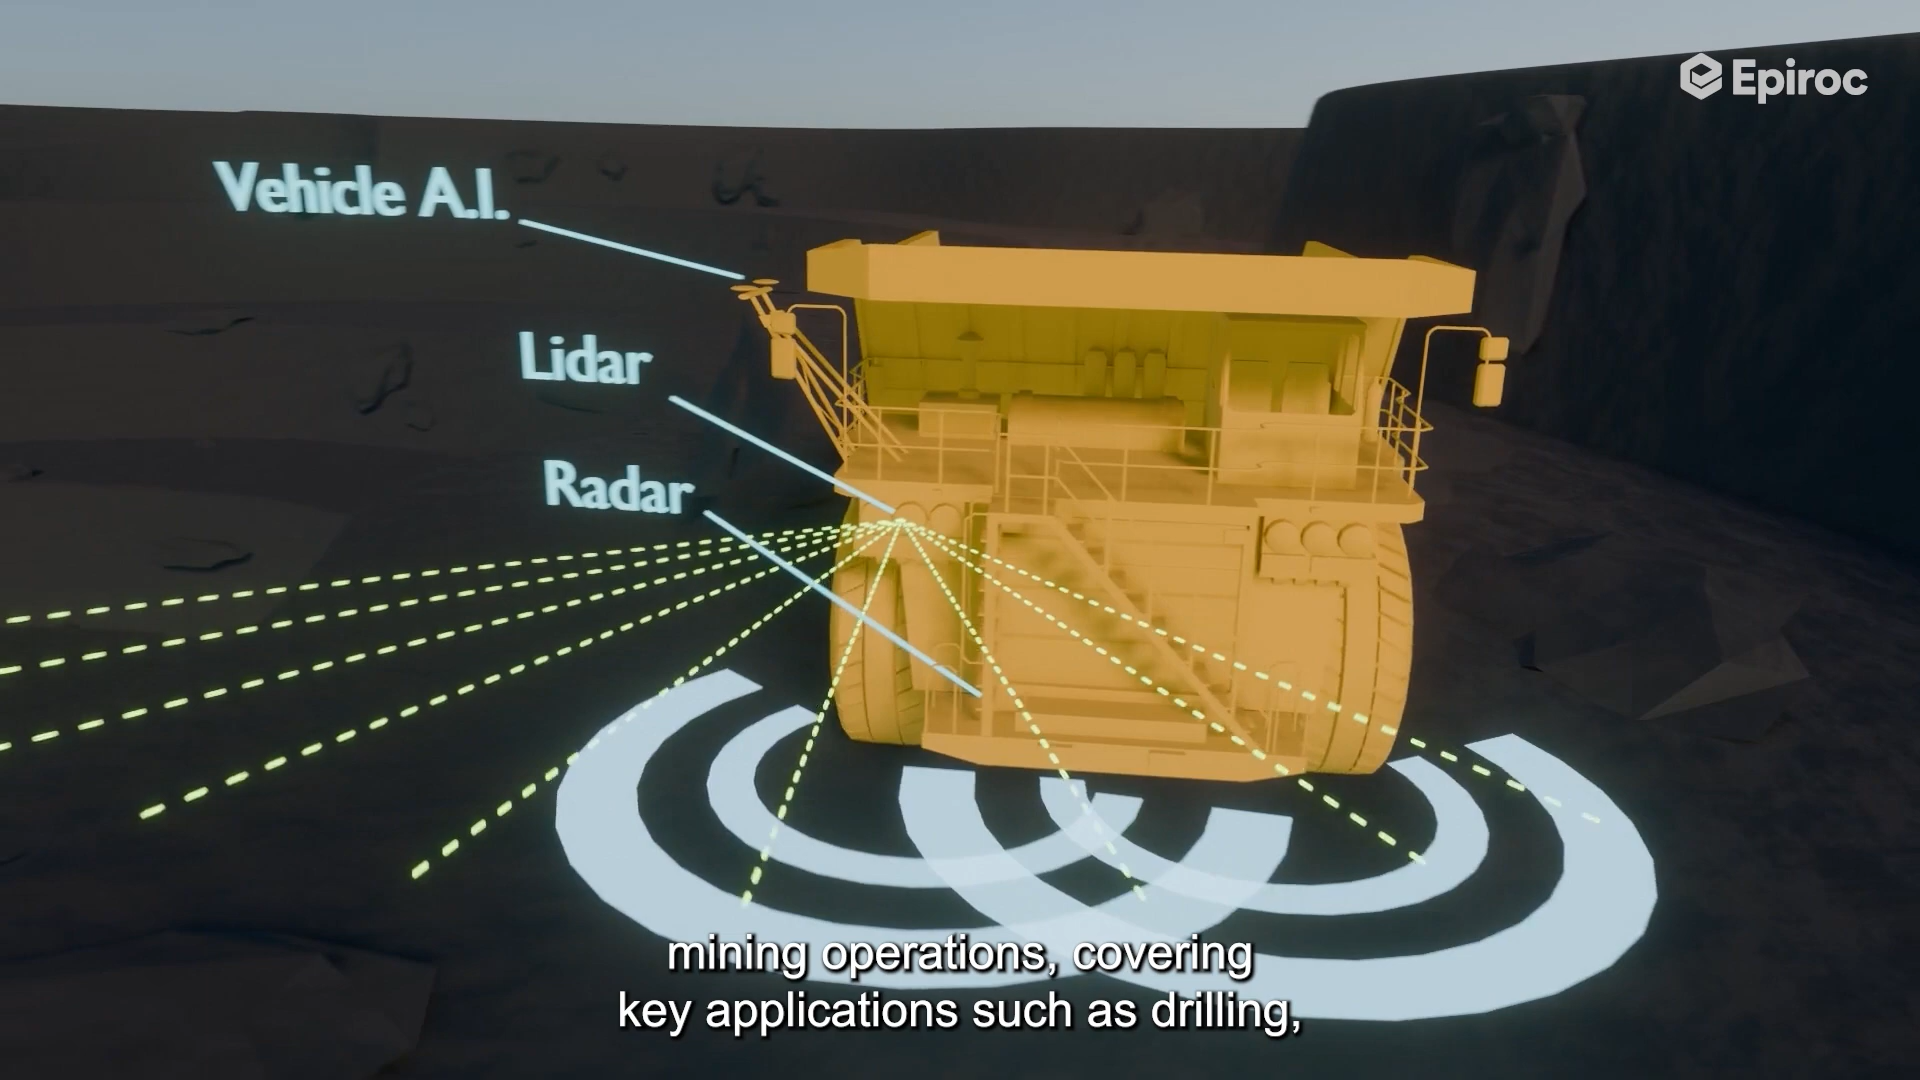 Epiroc
Vehicle A.I.
Lidar
Radar
mining operations, covering
key applications such as drilling,